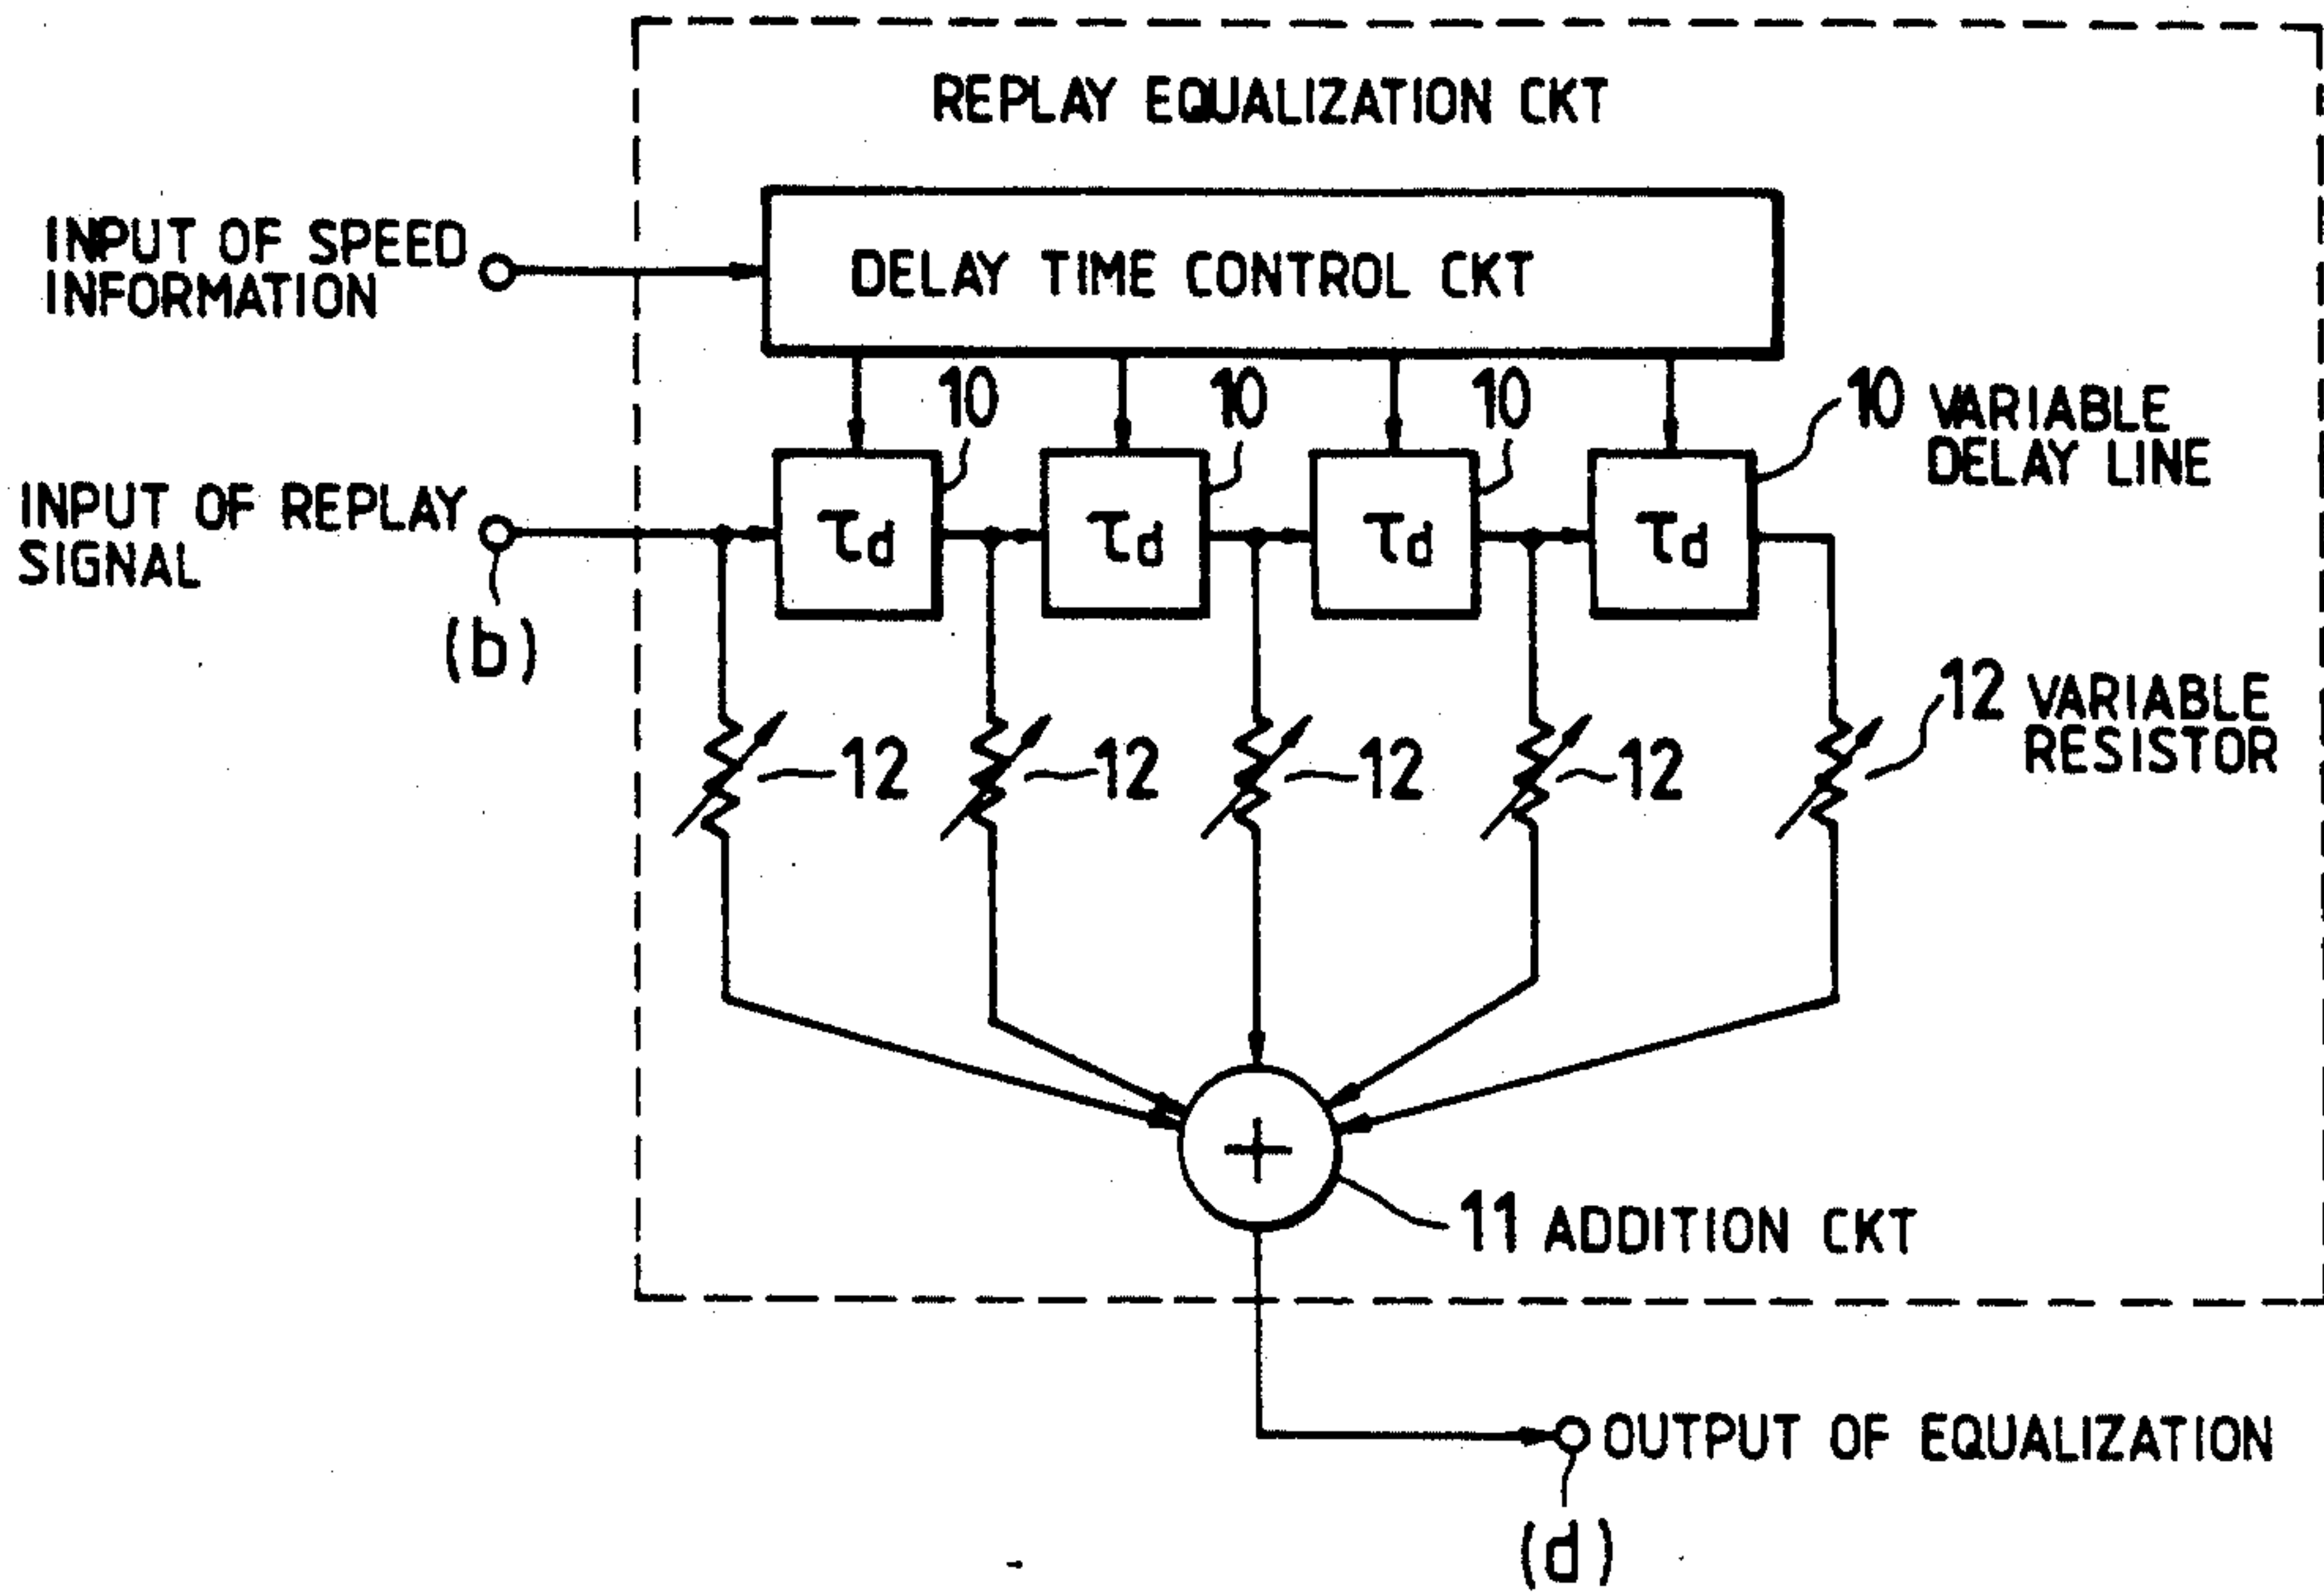 REPLAY EQUALIZATION CKT
INPUT OF SPEED
INFORMATION
DELAY TIME CONTROL CKT
10
10
10
10 VARIABLE
DELAY LINE
INPUT OF REPLAY
SIGNAL
(b)
τd
τd
τd
τd
12
12
12
12
12 VARIABLE
RESISTOR
+
11 ADDITION CKT
OUTPUT OF EQUALIZATION
(d)